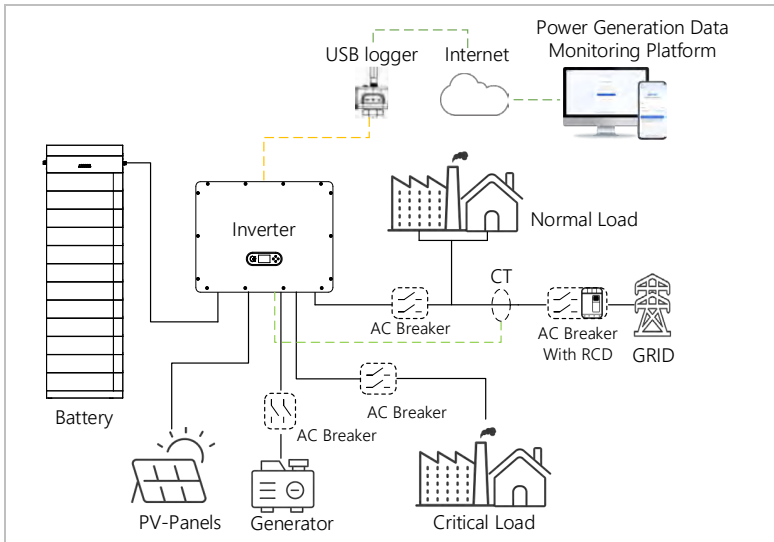 Power Generation Data
Monitoring Platform
USB logger
Internet
Inverter
Normal Load
CT
AC Breaker
AC Breaker
With RCD
GRID
Battery
AC Breaker
AC Breaker
PV-Panels
Generator
Critical Load